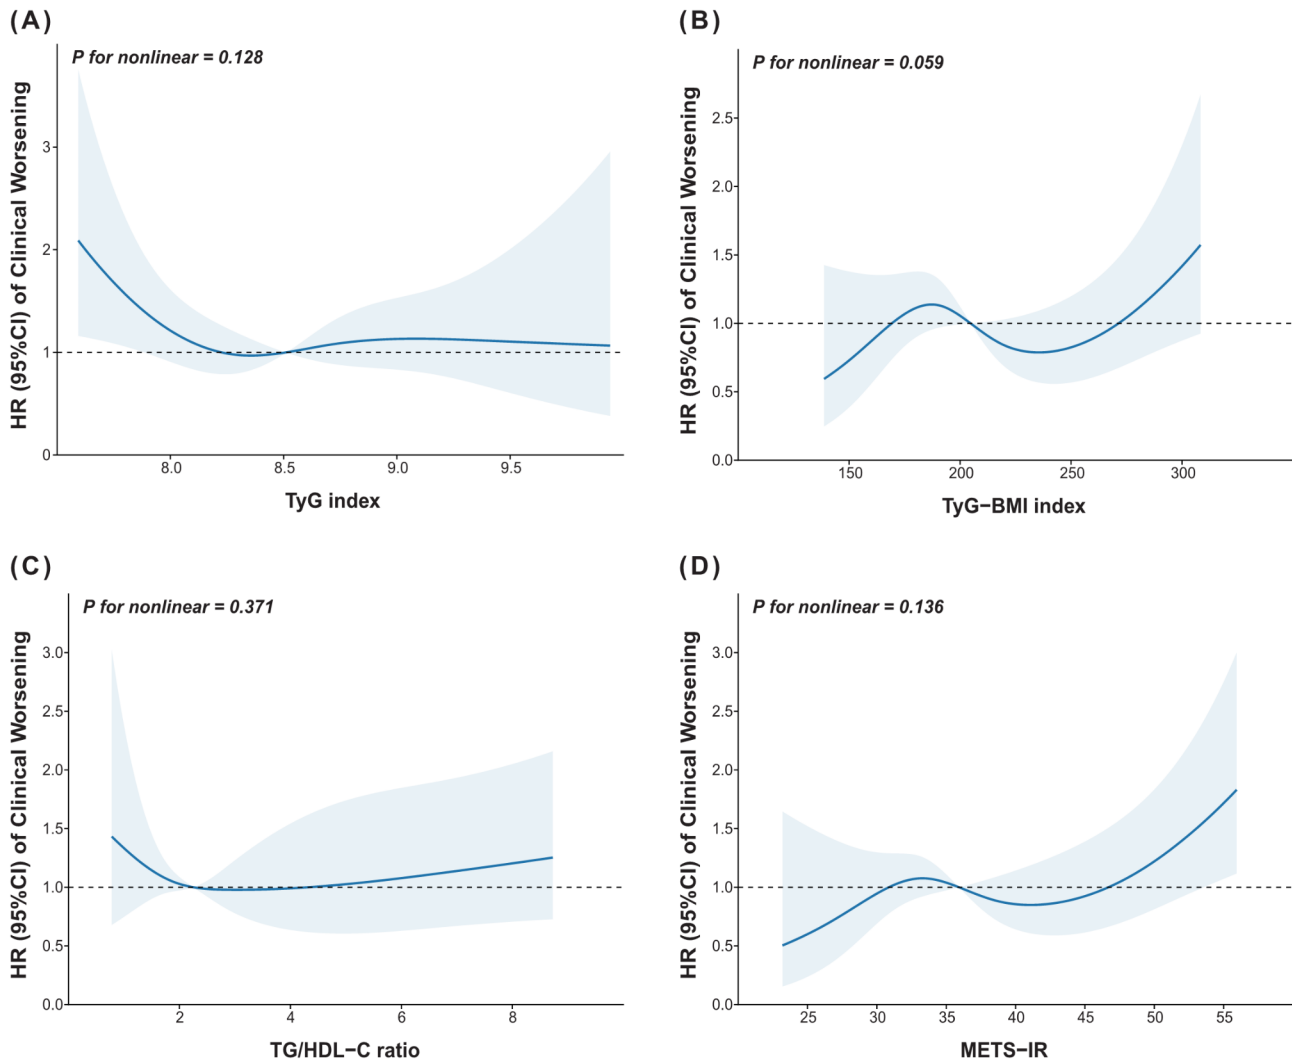 (A)
P for nonlinear = 0.128
HR (95%CI) of Clinical Worsening
3
2
1
0
8.0 8.5 9.0 9.5
TyG index
(B)
P for nonlinear = 0.059
HR (95%CI) of Clinical Worsening
2.5
2.0
1.5
1.0
0.5
0.0
150 200 250 300
TyG−BMI index
(C)
P for nonlinear = 0.371
HR (95%CI) of Clinical Worsening
3.0
2.5
2.0
1.5
1.0
0.5
0.0
2 4 6 8
TG/HDL−C ratio
(D)
P for nonlinear = 0.136
HR (95%CI) of Clinical Worsening
3.0
2.5
2.0
1.5
1.0
0.5
0.0
25 30 35 40 45 50 55
METS−IR